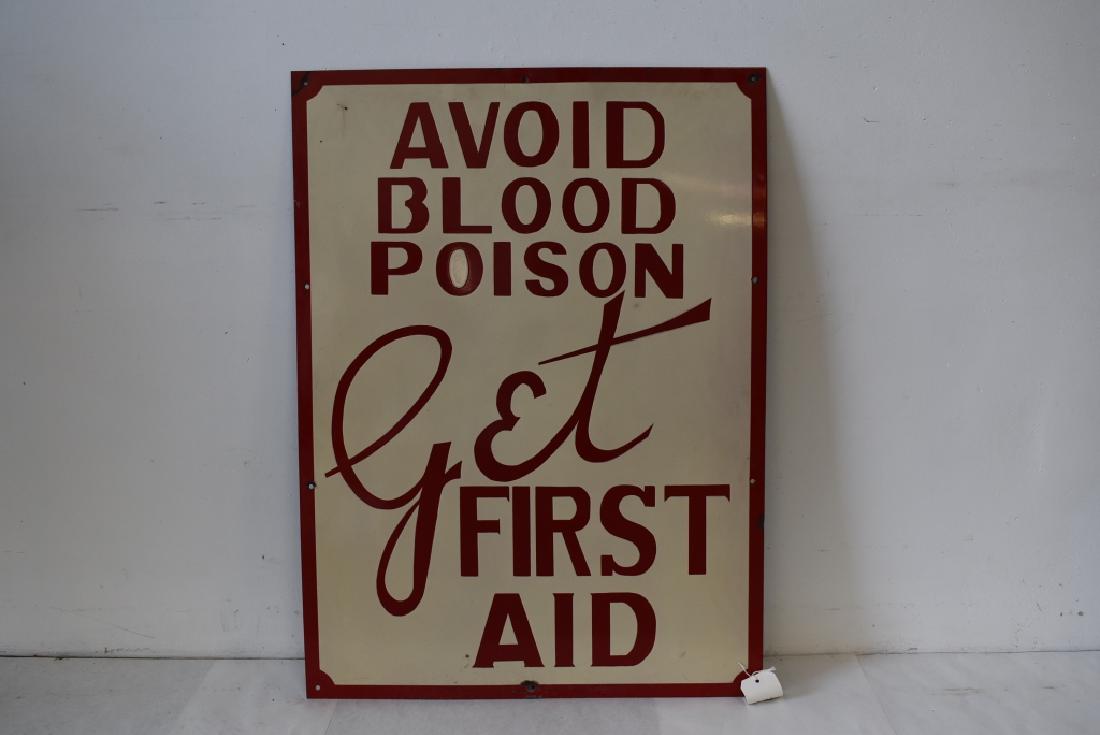 AVOID
BLOOD
POISON
Get
FIRST
AID